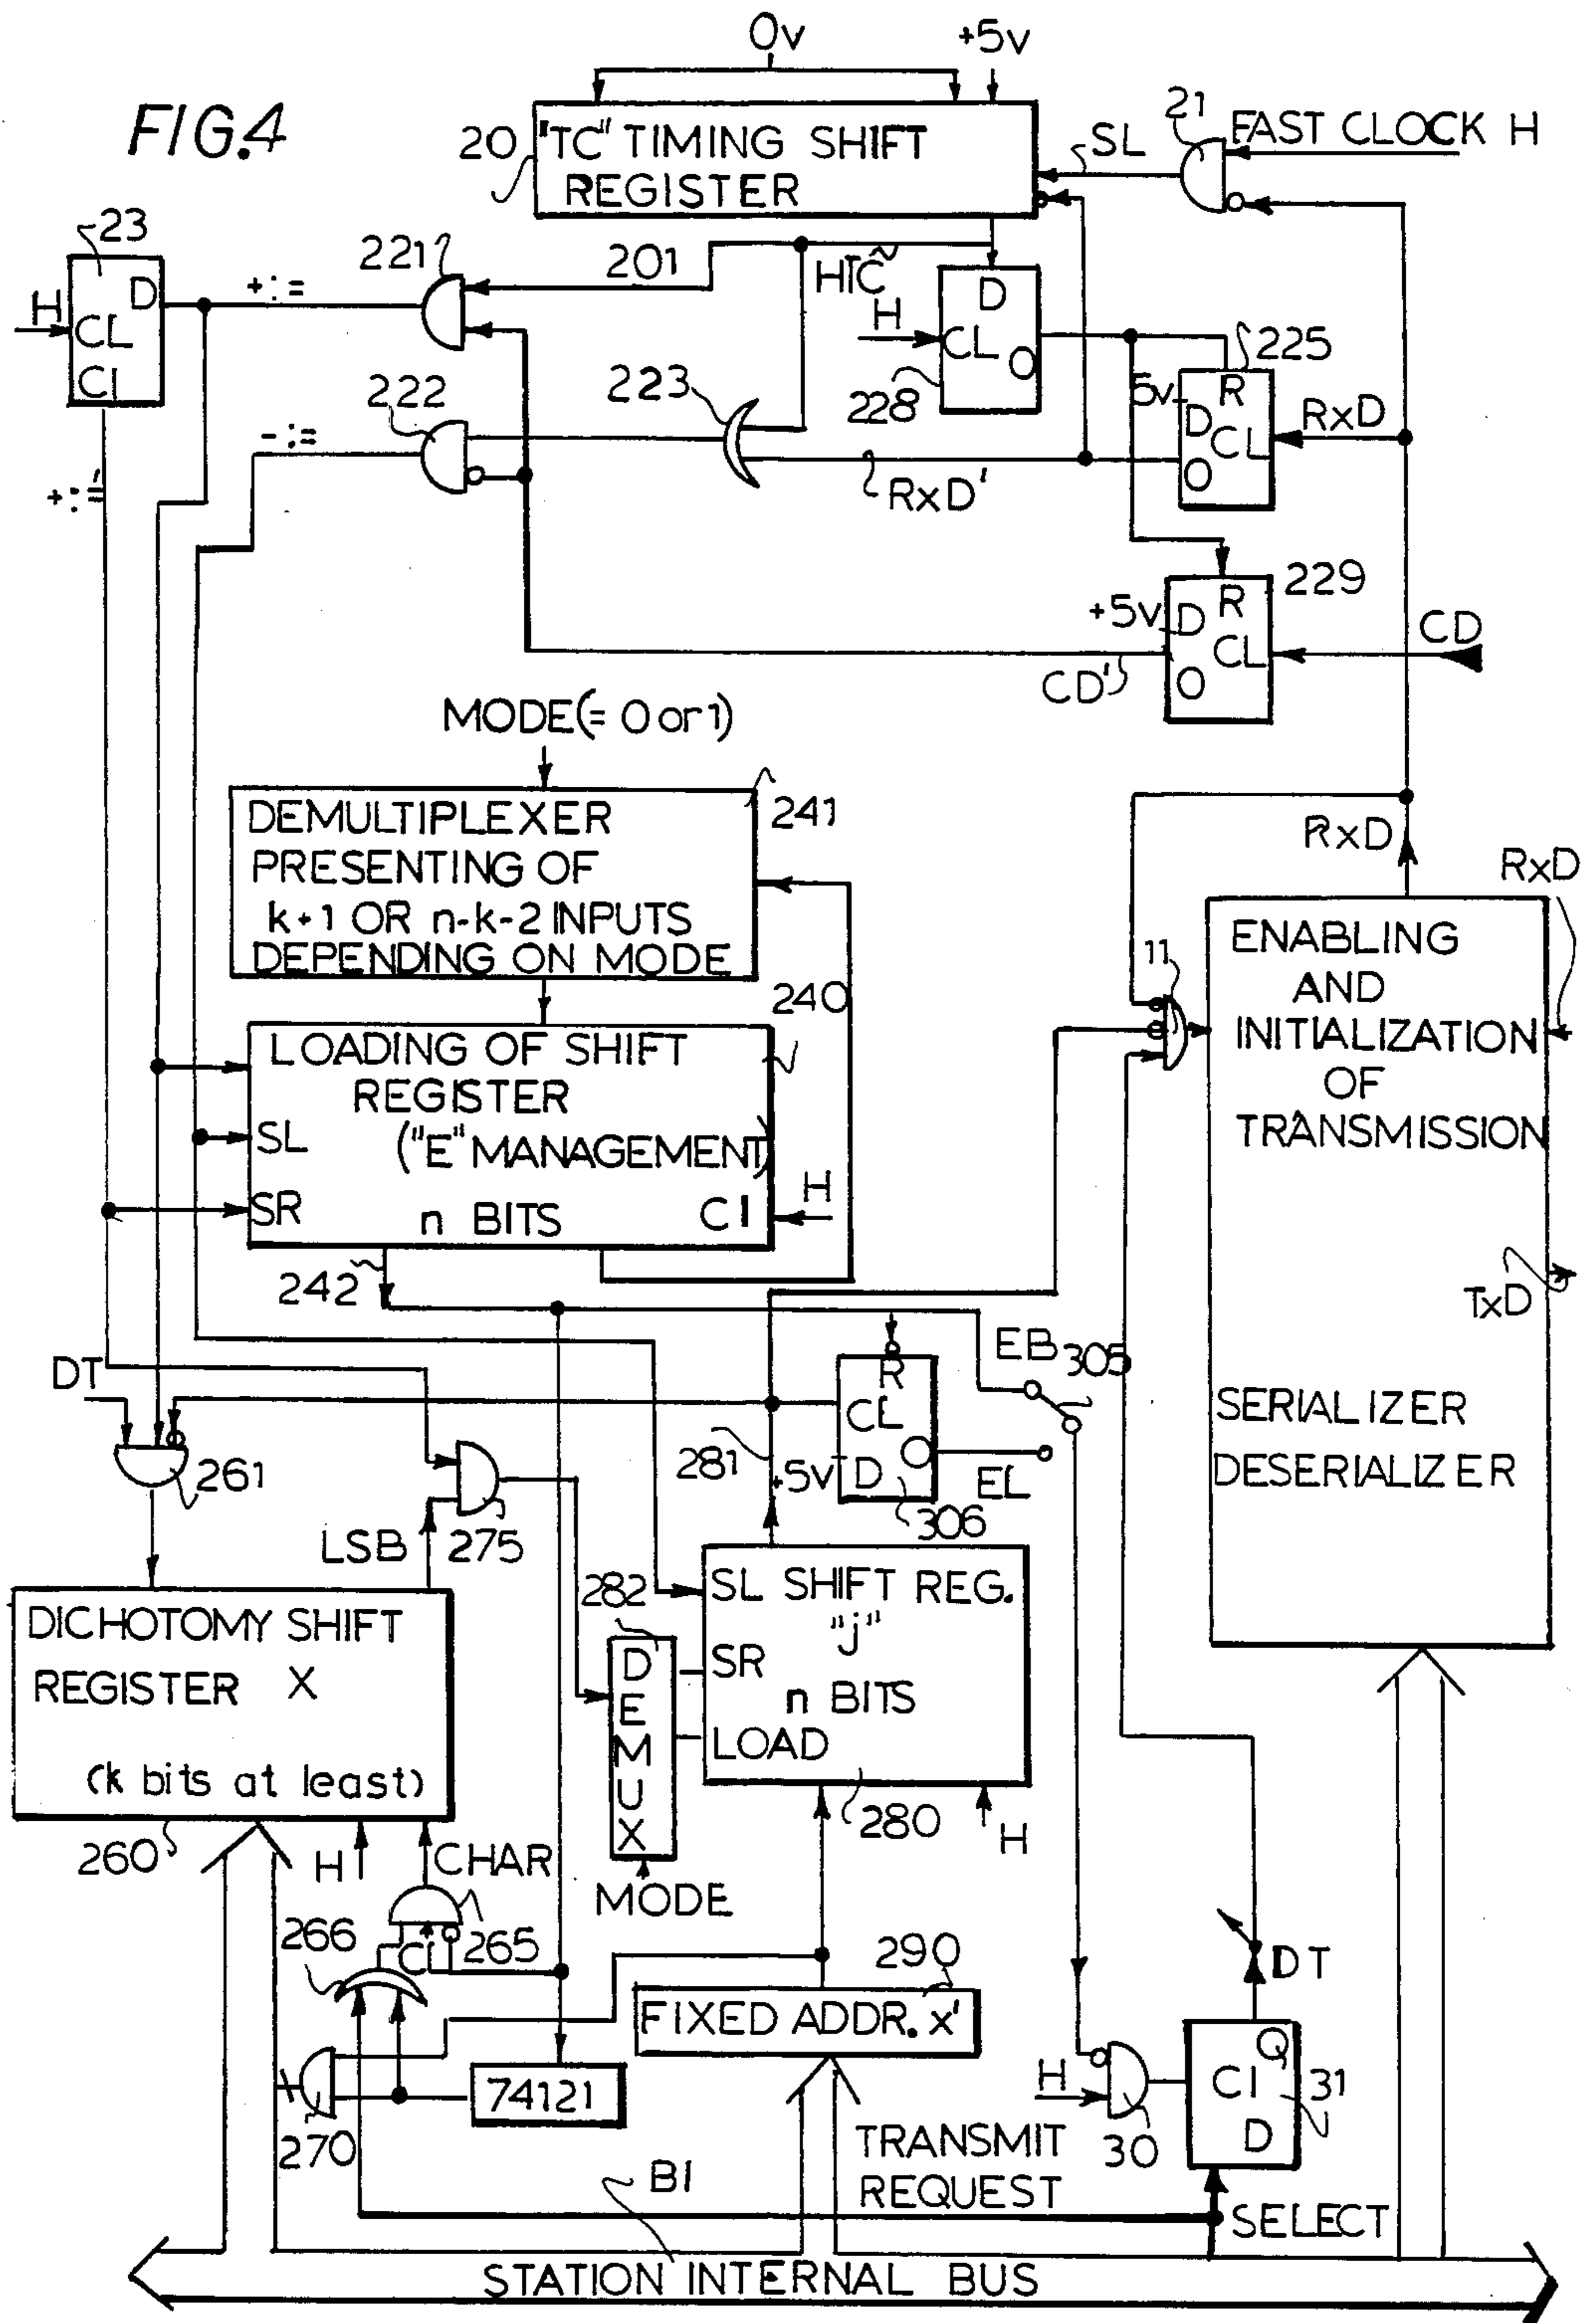 FIG.4
0v
+5v
20
"TC" TIMING SHIFT
REGISTER
SL
21
FAST CLOCK H
23
D
H
CL
CI
+:=
221
201
HTC
H
D
CL
O
228
225
5v
R
D
CL
O
RxD
222
-:=
223
RxD'
+:='
229
+5v
D
R
CL
O
CD
CD'
MODE(= 0 or 1)
241
DEMULTIPLEXER
PRESENTING OF
k+1 OR n-k-2 INPUTS
DEPENDING ON MODE
240
LOADING OF SHIFT
REGISTER
("E" MANAGEMENT)
SL
SR
n BITS
CI
H
242
RxD
RxD
11
ENABLING
AND
INITIALIZATION
OF
TRANSMISSION
TxD
SERIALIZER
DESERIALIZER
EB
305
DT
R
CL
O
D
+5v
281
EL
306
261
LSB
275
282
SL SHIFT REG.
"j"
SR
n BITS
LOAD
DEMUX
MODE
280
H
DICHOTOMY SHIFT
REGISTER X
(k bits at least)
260
H
CHAR
266
C
265
290
FIXED ADDR. x'
DT
74121
270
H
30
Q
CI
D
31
TRANSMIT
REQUEST
B1
SELECT
STATION INTERNAL BUS